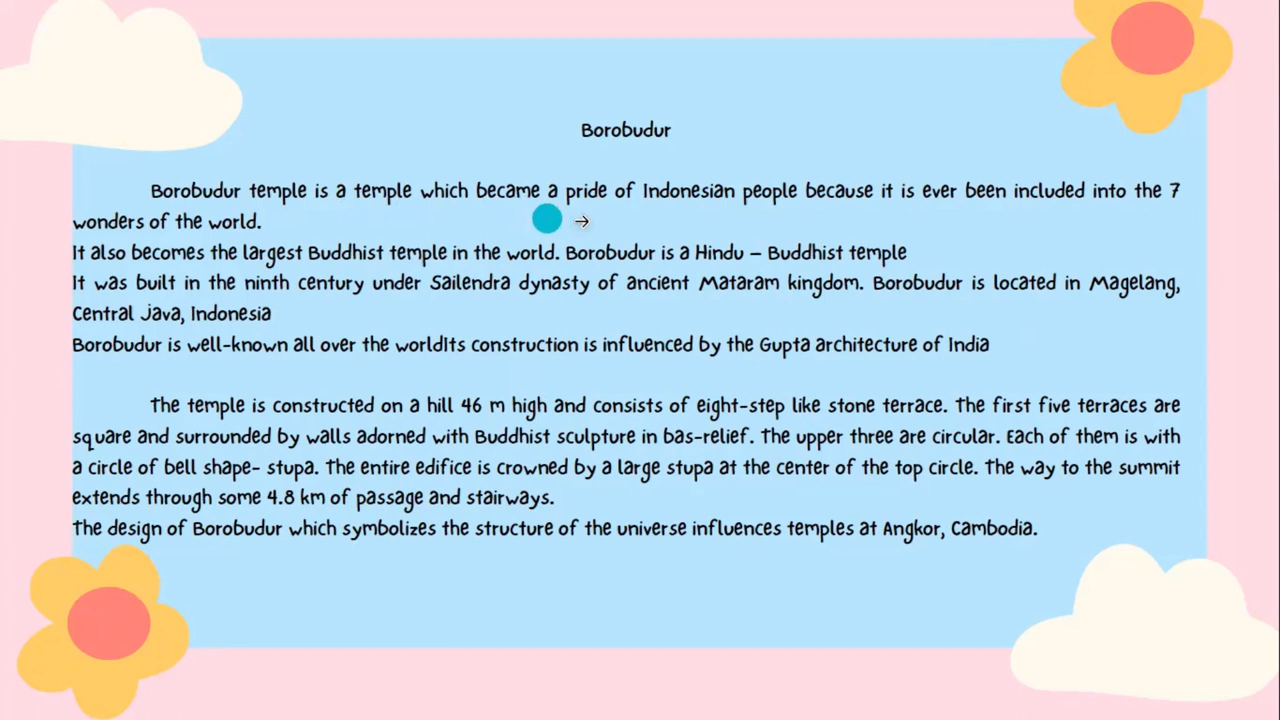 Borobudur
Borobudur temple is a temple which became a pride of Indonesian people because it is ever been included into the 7
wonders of the world.
It also becomes the largest Buddhist temple in the world. Borobudur is a Hindu – Buddhist temple
It was built in the ninth century under Sailendra dynasty of ancient Mataram kingdom. Borobudur is located in Magelang,
Central Java, Indonesia
Borobudur is well-known all over the worldIts construction is influenced by the Gupta architecture of India
The temple is constructed on a hill 46 m high and consists of eight-step like stone terrace. The first five terraces are
square and surrounded by walls adorned with Buddhist sculpture in bas-relief. The upper three are circular. Each of them is with
a circle of bell shape- stupa. The entire edifice is crowned by a large stupa at the center of the top circle. The way to the summit
extends through some 4.8 km of passage and stairways.
The design of Borobudur which symbolizes the structure of the universe influences temples at Angkor, Cambodia.